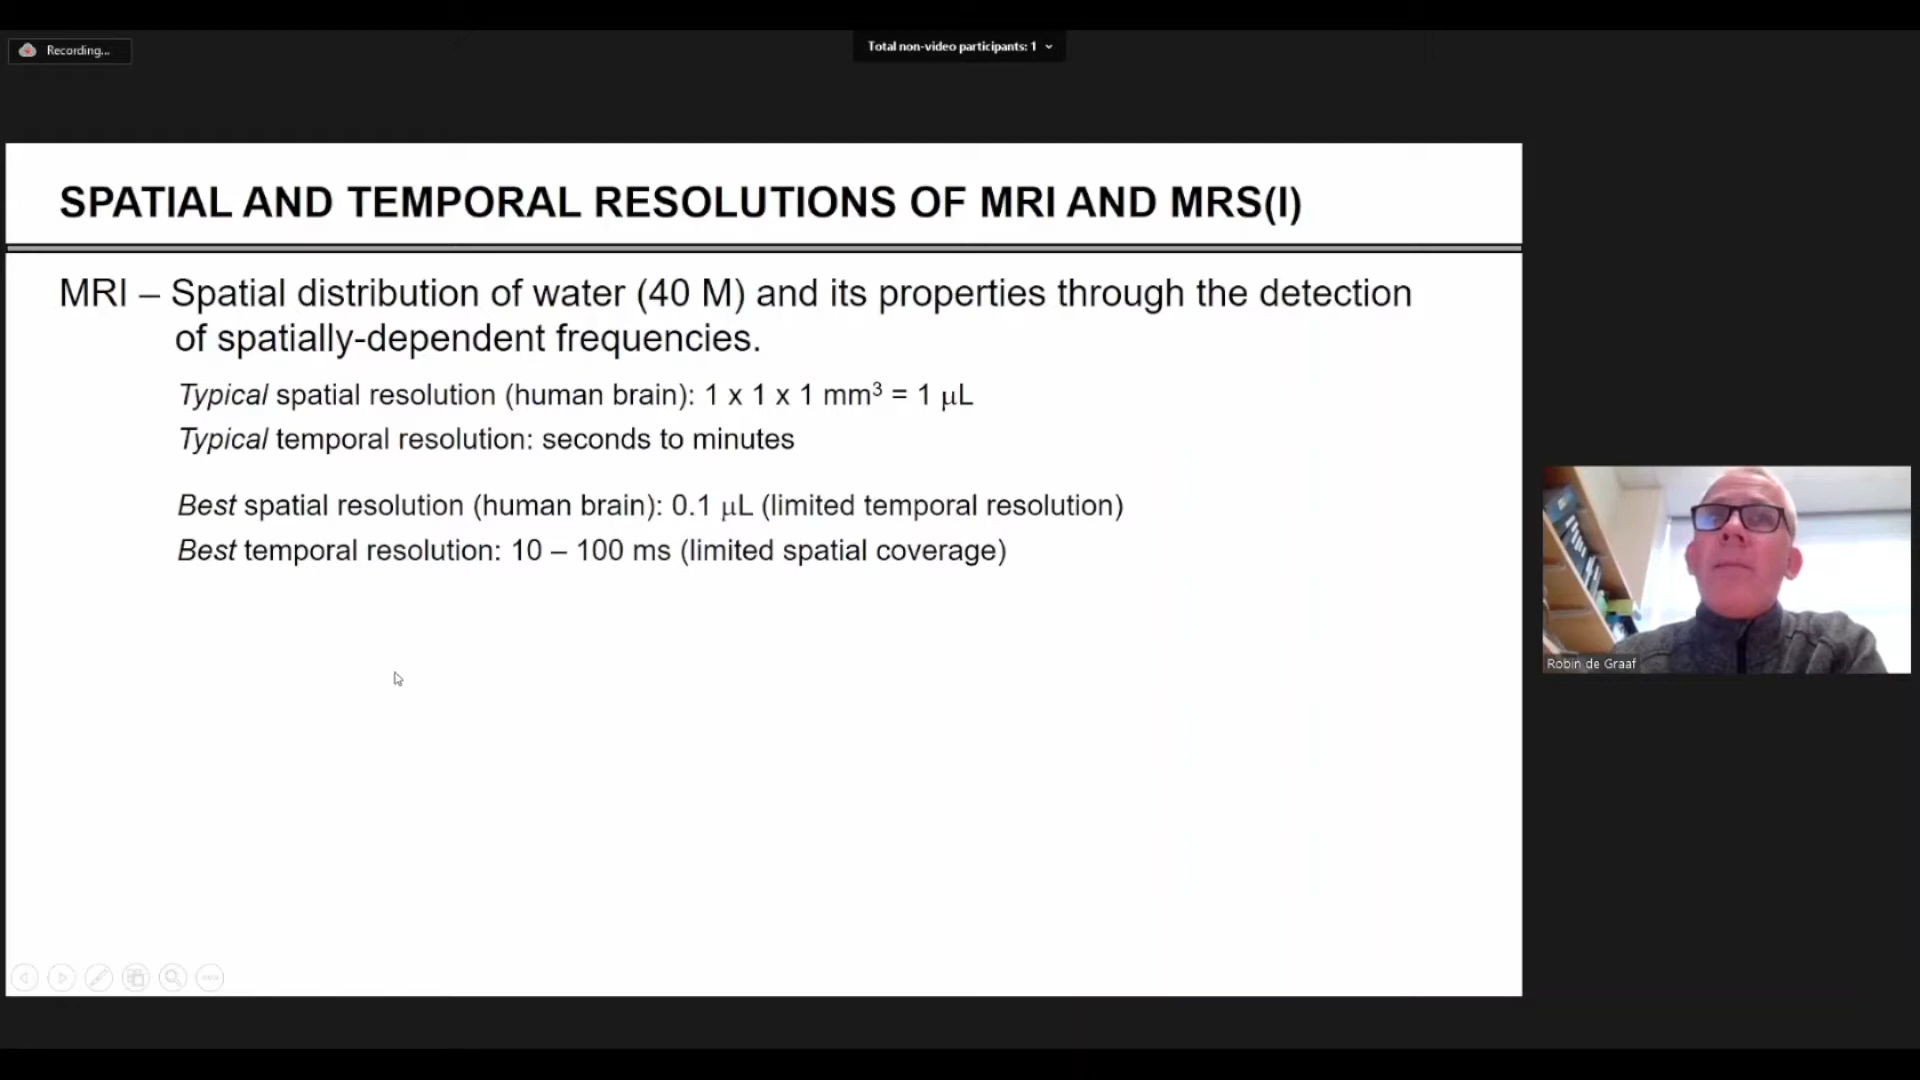 Recording...
Total non-video participants: 1
SPATIAL AND TEMPORAL RESOLUTIONS OF MRI AND MRS(I)
MRI – Spatial distribution of water (40 M) and its properties through the detection
of spatially-dependent frequencies.
Typical spatial resolution (human brain): 1 x 1 x 1 mm³ = 1 μL
Typical temporal resolution: seconds to minutes
Best spatial resolution (human brain): 0.1 μL (limited temporal resolution)
Best temporal resolution: 10 – 100 ms (limited spatial coverage)
Robin de Graaf